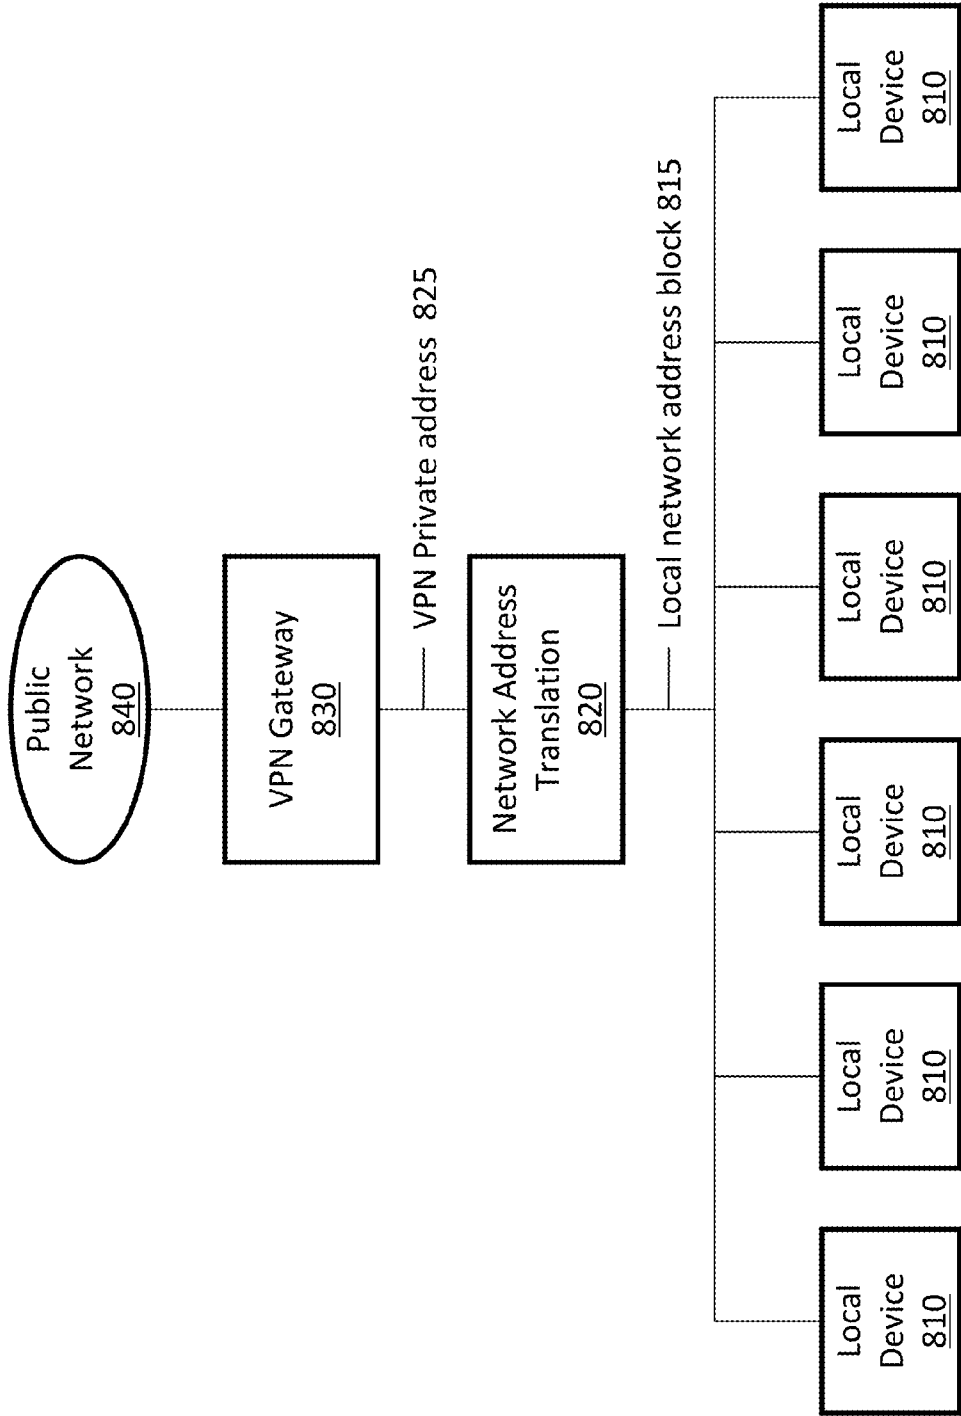 Public
Network
840
VPN Gateway
830
VPN Private address 825
Network Address
Translation
820
Local network address block 815
Local
Device
810
Local
Device
810
Local
Device
810
Local
Device
810
Local
Device
810
Local
Device
810